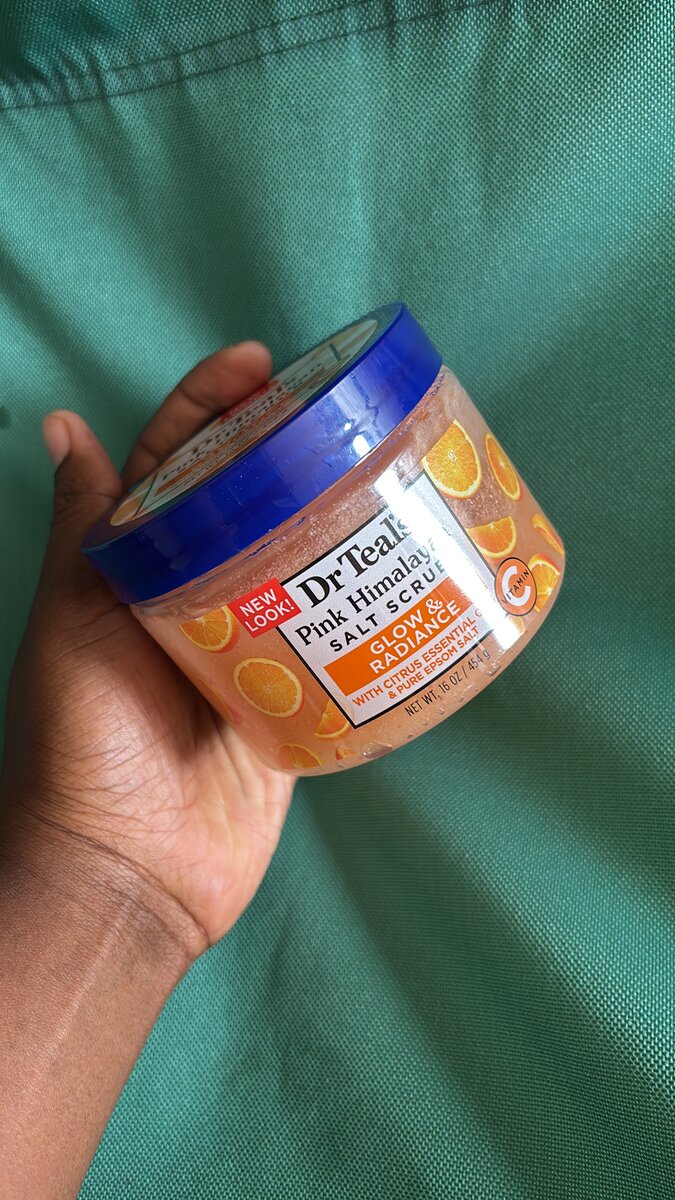 NEW
LOOK!
Dr Teal's
Pink Himalayan
SALT SCRUB
GLOW &
RADIANCE
WITH CITRUS ESSENTIAL
& PURE EPSOM SALT
NET WT. 16 OZ / 454 g
VITAMIN
C